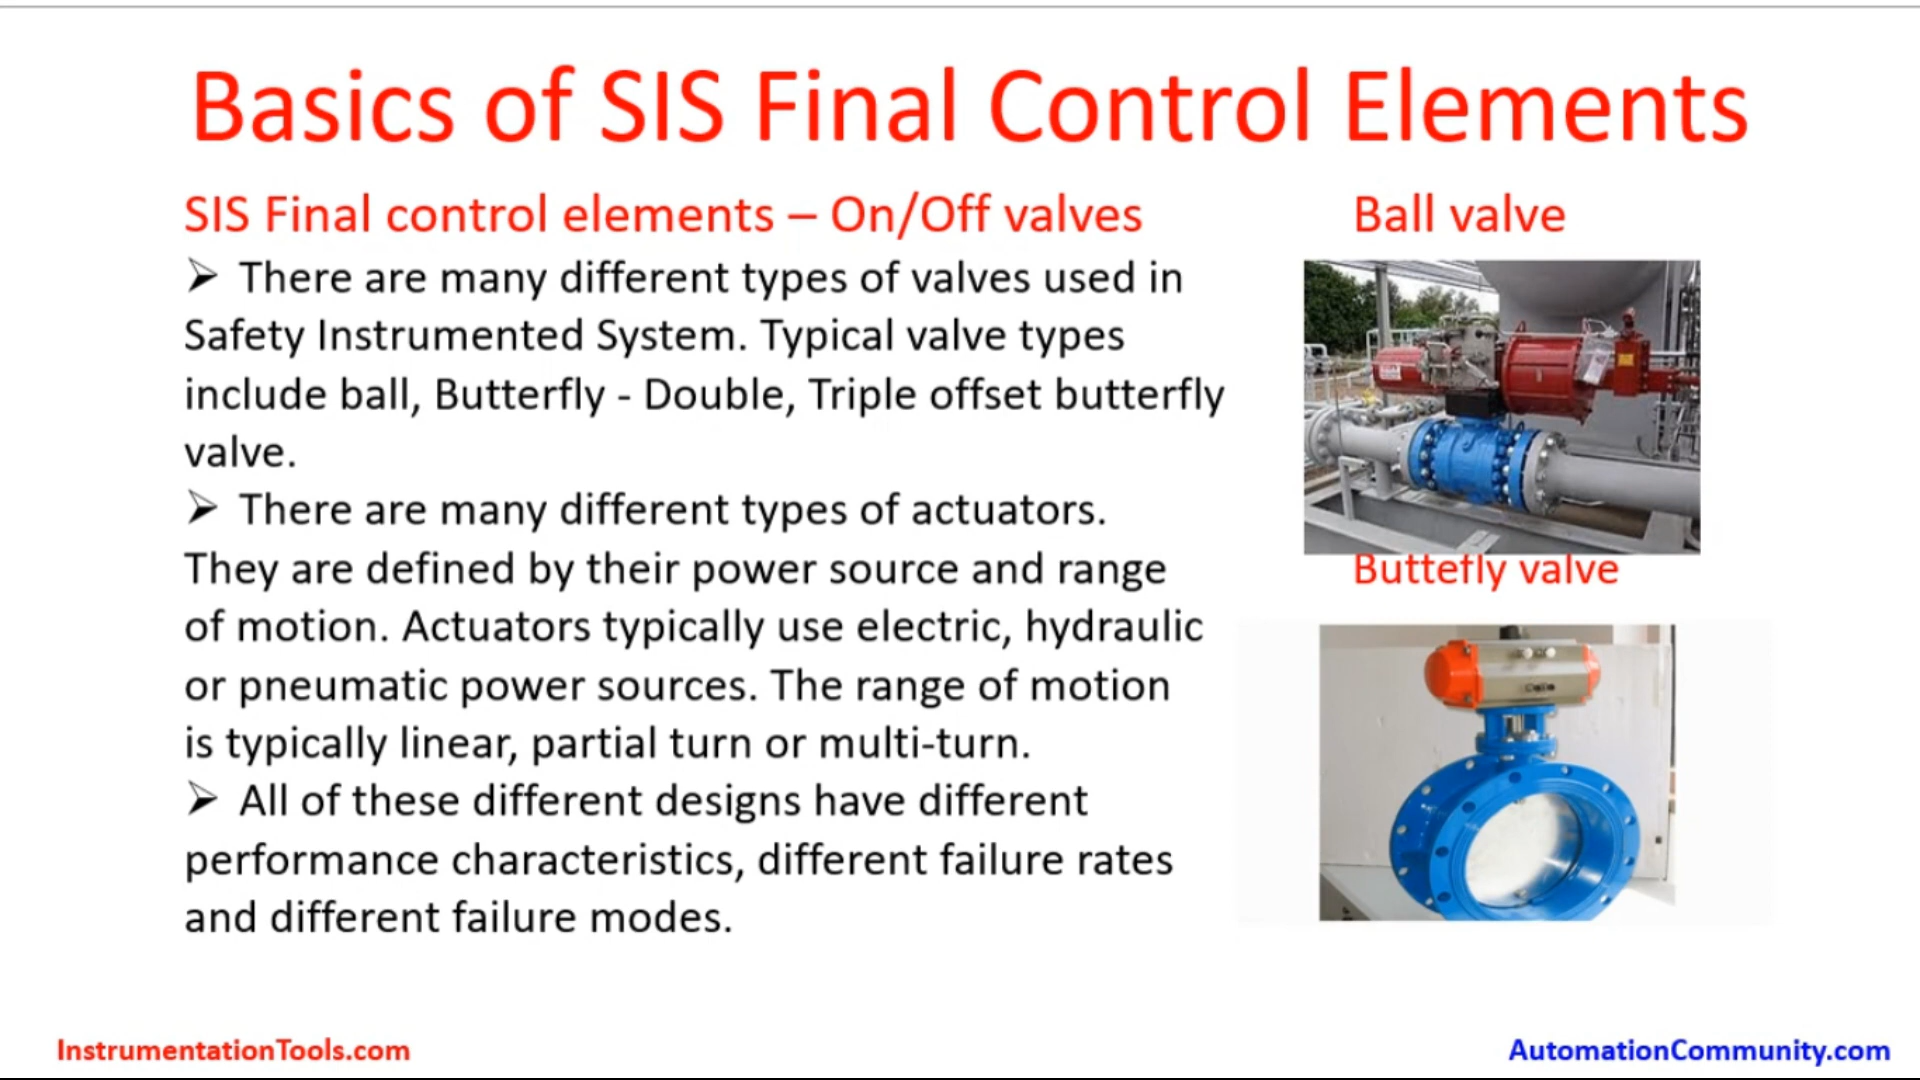 Basics of SIS Final Control Elements
SIS Final control elements – On/Off valves
➢ There are many different types of valves used in
Safety Instrumented System. Typical valve types
include ball, Butterfly - Double, Triple offset butterfly
valve.
➢ There are many different types of actuators.
They are defined by their power source and range
of motion. Actuators typically use electric, hydraulic
or pneumatic power sources. The range of motion
is typically linear, partial turn or multi-turn.
➢ All of these different designs have different
performance characteristics, different failure rates
and different failure modes.
Ball valve
Buttefly valve
InstrumentationTools.com
AutomationCommunity.com